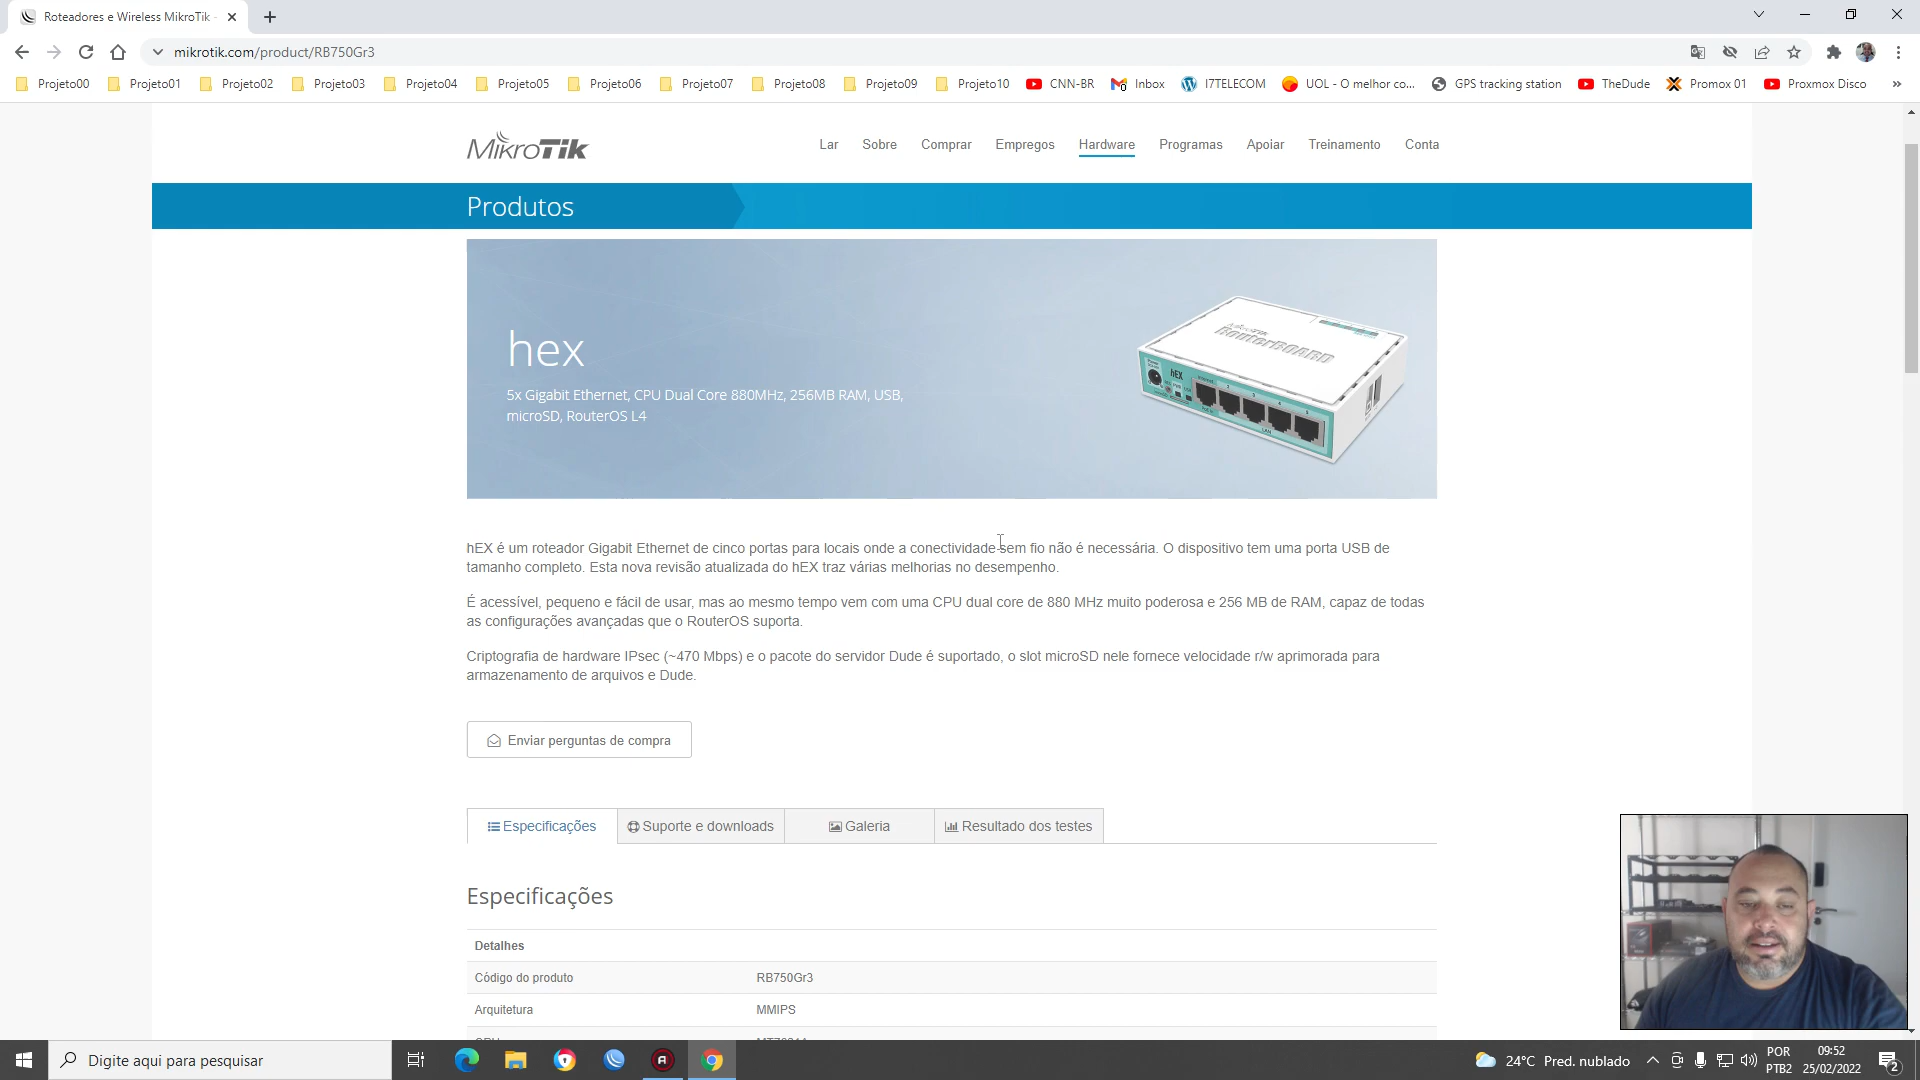 Roteadores e Wireless MikroTik -
mikrotik.com/product/RB750Gr3
Projeto00 Projeto01 Projeto02 Projeto03 Projeto04 Projeto05 Projeto06 Projeto07 Projeto08 Projeto09 Projeto10 CNN-BR Inbox I7TELECOM UOL - O melhor co... GPS tracking station TheDude Promox 01 Proxmox Disco »
MikroTik
Lar Sobre Comprar Empregos Hardware Programas Apoiar Treinamento Conta
Produtos
hex
5x Gigabit Ethernet, CPU Dual Core 880MHz, 256MB RAM, USB,
microSD, RouterOS L4
MikroTik
RouterBOARD
hEX
LAN
hEX é um roteador Gigabit Ethernet de cinco portas para locais onde a conectividade sem fio não é necessária. O dispositivo tem uma porta USB de
tamanho completo. Esta nova revisão atualizada do hEX traz várias melhorias no desempenho.
É acessível, pequeno e fácil de usar, mas ao mesmo tempo vem com uma CPU dual core de 880 MHz muito poderosa e 256 MB de RAM, capaz de todas
as configurações avançadas que o RouterOS suporta.
Criptografia de hardware IPsec (~470 Mbps) e o pacote do servidor Dude é suportado, o slot microSD nele fornece velocidade r/w aprimorada para
armazenamento de arquivos e Dude.
Enviar perguntas de compra
Especificações Suporte e downloads Galeria Resultado dos testes
Especificações
Detalhes
Código do produto RB750Gr3
Arquitetura MMIPS
Digite aqui para pesquisar
24°C Pred. nublado
POR
PTB2
09:52
25/02/2022
2